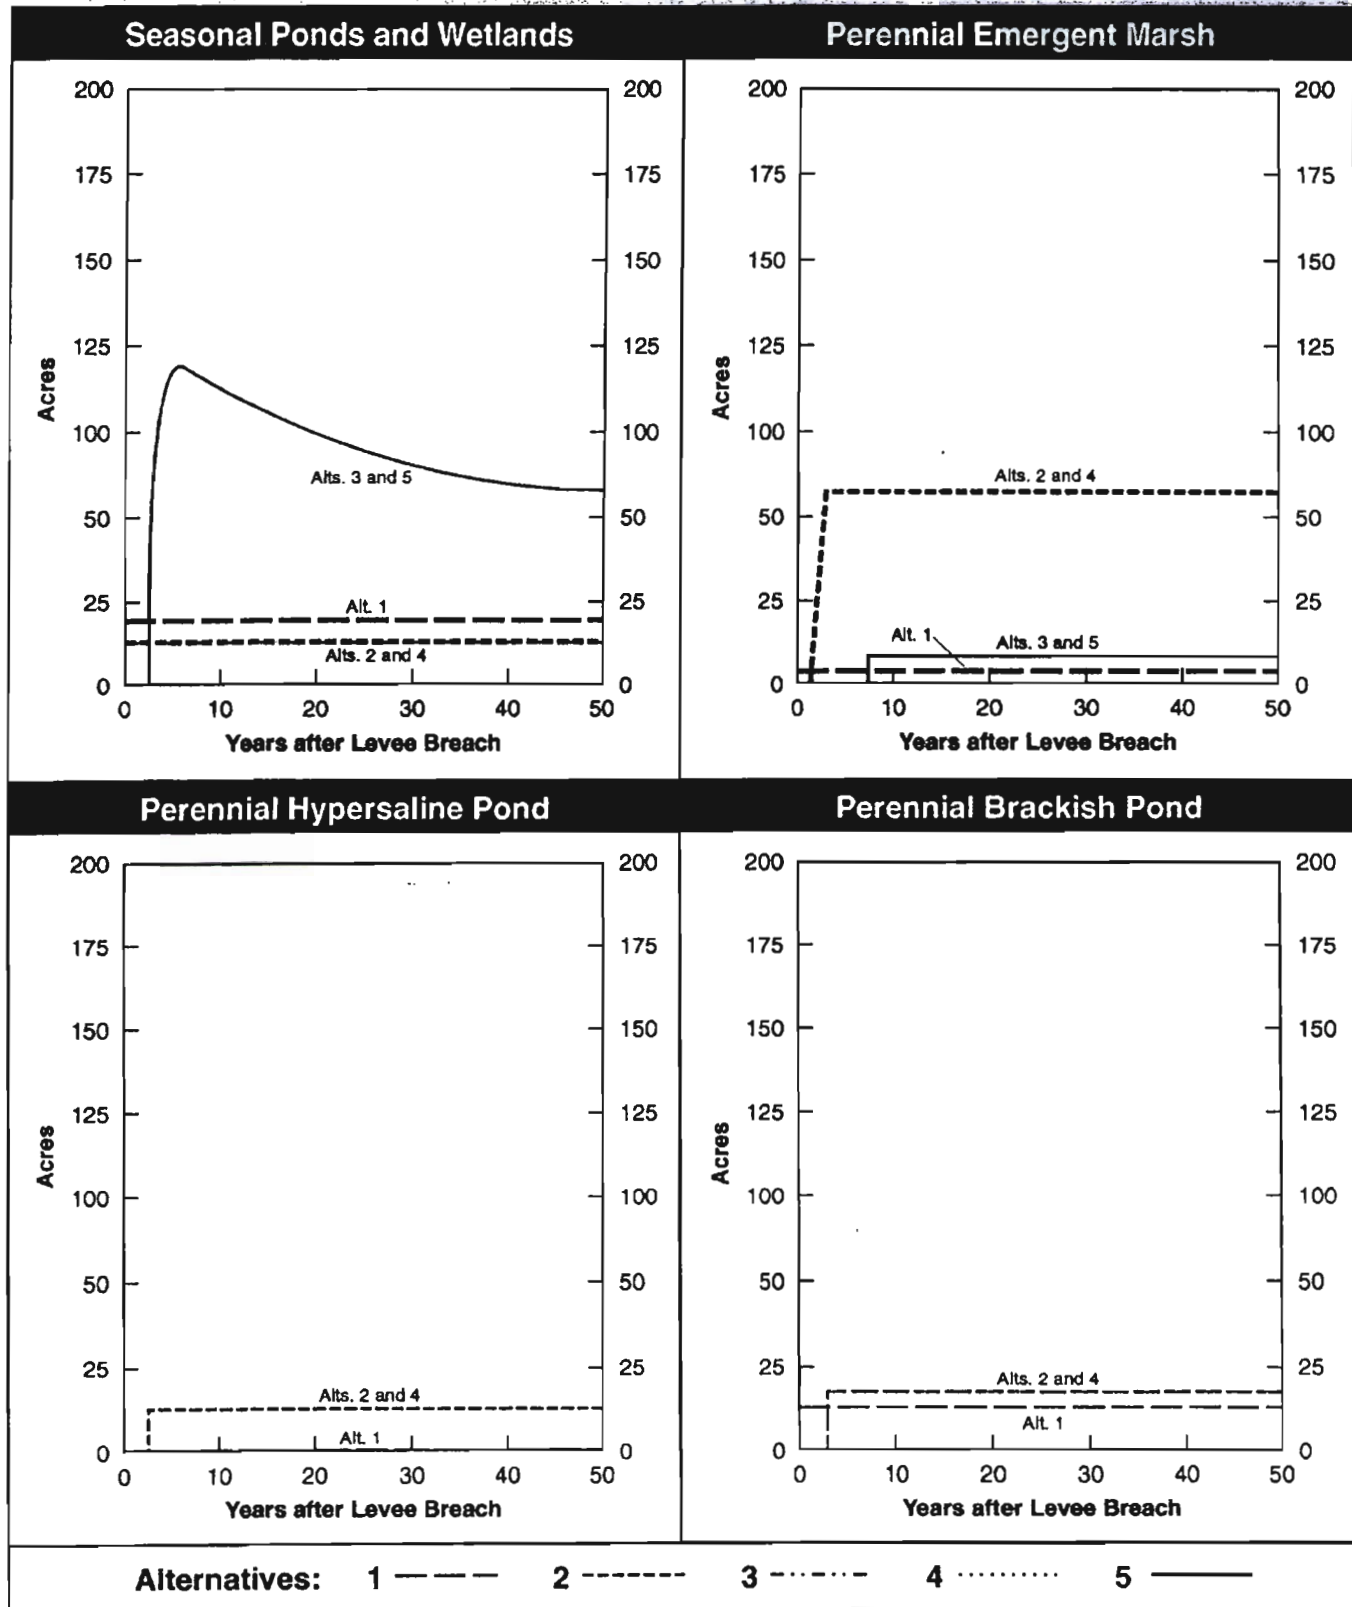 Seasonal Ponds and Wetlands
200
175
150
125
100
50
25
0
200
175
150
125
100
50
25
0
Acres
Alts. 3 and 5
Alt. 1
Alts. 2 and 4
0 10 20 30 40 50
Years after Levee Breach
Perennial Emergent Marsh
200
175
150
125
100
50
25
0
200
175
150
125
100
50
25
0
Acres
Alts. 2 and 4
Alt. 1
Alts. 3 and 5
0 10 20 30 40 50
Years after Levee Breach
Perennial Hypersaline Pond
200
175
150
125
100
50
25
0
200
175
150
125
100
50
25
0
Acres
Alts. 2 and 4
Alt. 1
0 10 20 30 40 50
Years after Levee Breach
Perennial Brackish Pond
200
175
150
125
100
50
25
0
200
175
150
125
100
50
25
0
Acres
Alts. 2 and 4
Alt. 1
0 10 20 30 40 50
Years after Levee Breach
Alternatives: 1 2 3 4 5